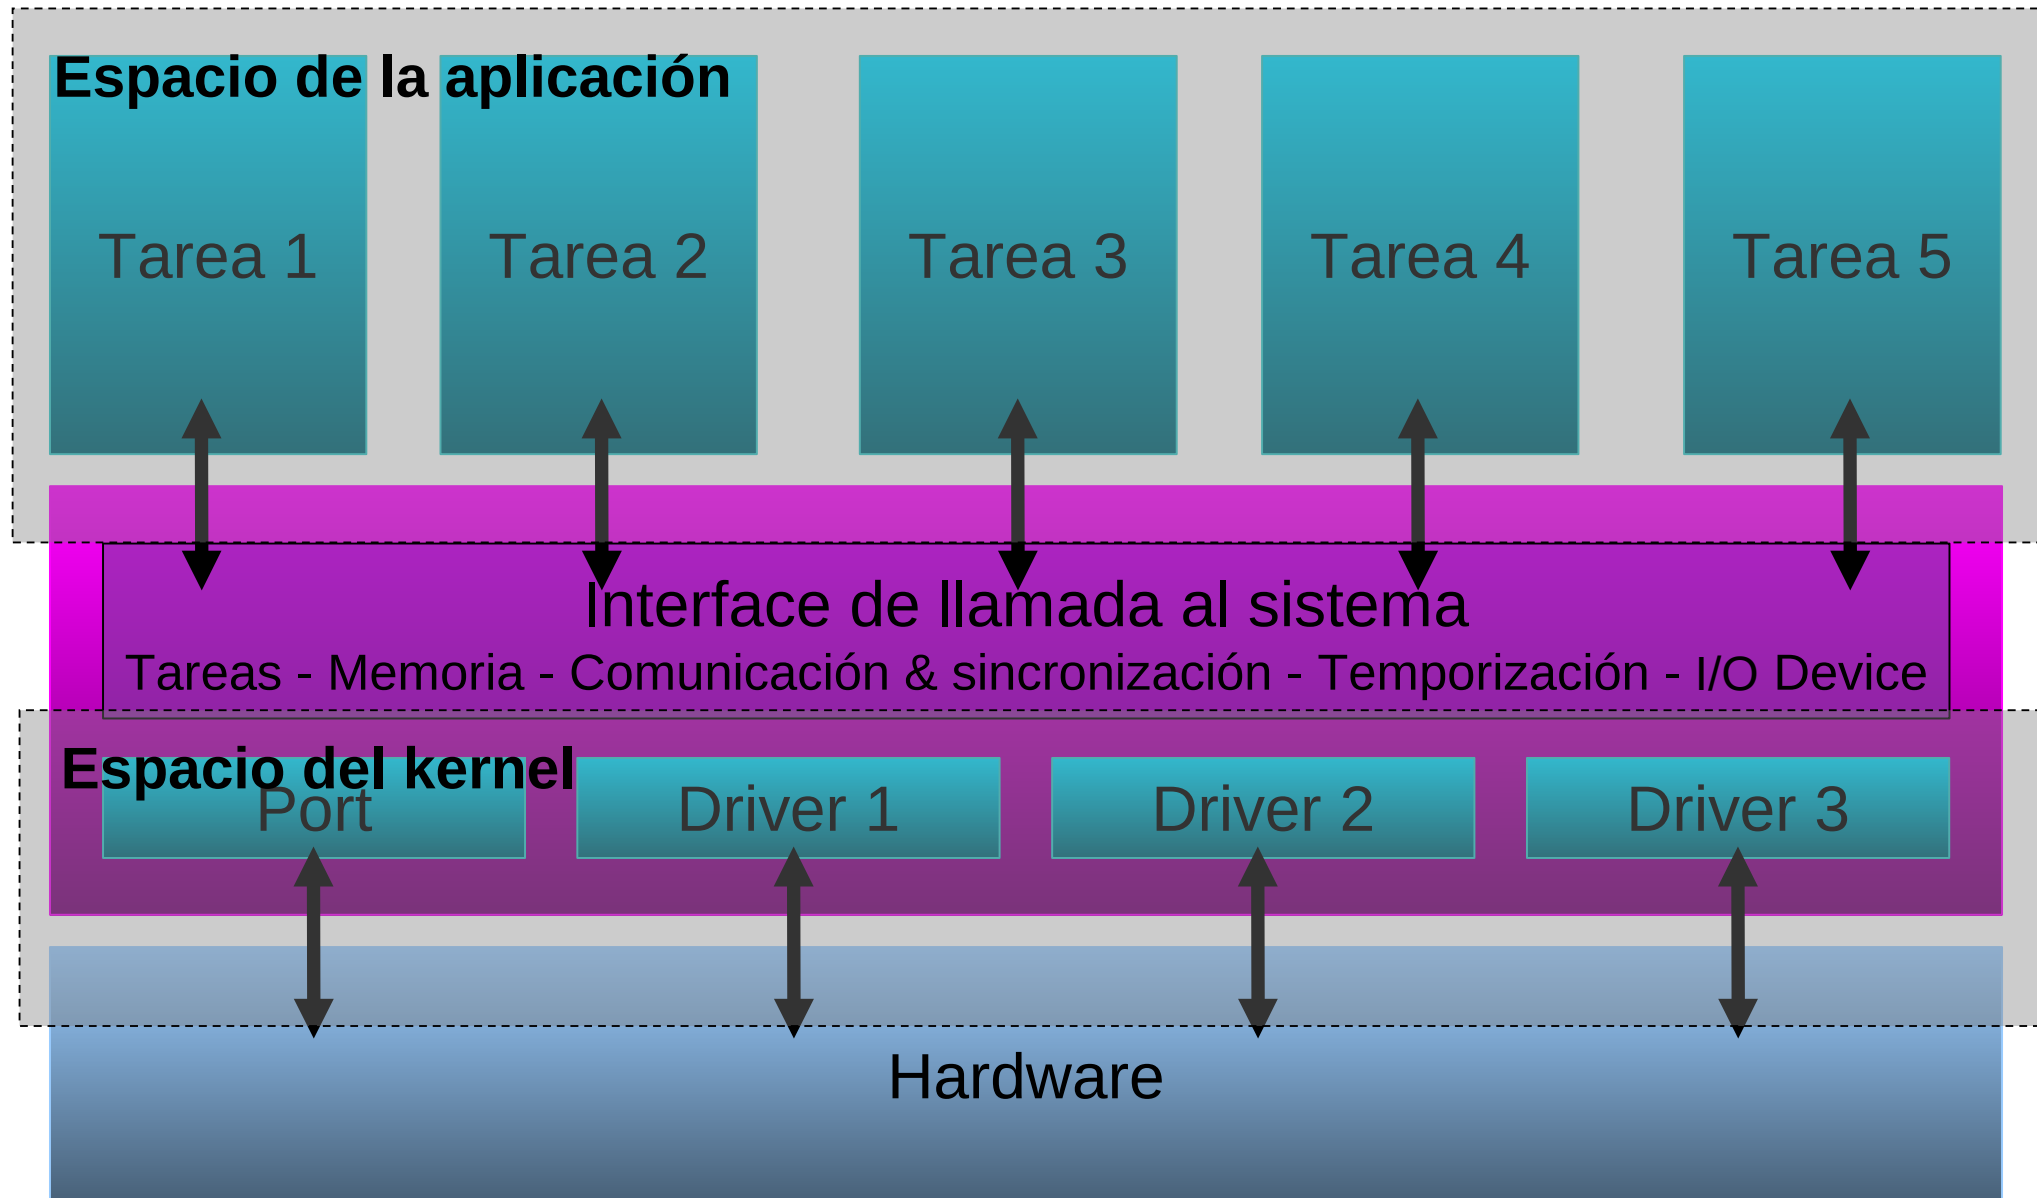 Espacio de la aplicación
Tarea 1
Tarea 2
Tarea 3
Tarea 4
Tarea 5
Interface de llamada al sistema
Tareas - Memoria - Comunicación & sincronización - Temporización - I/O Device
Espacio del kernel
Port
Driver 1
Driver 2
Driver 3
Hardware